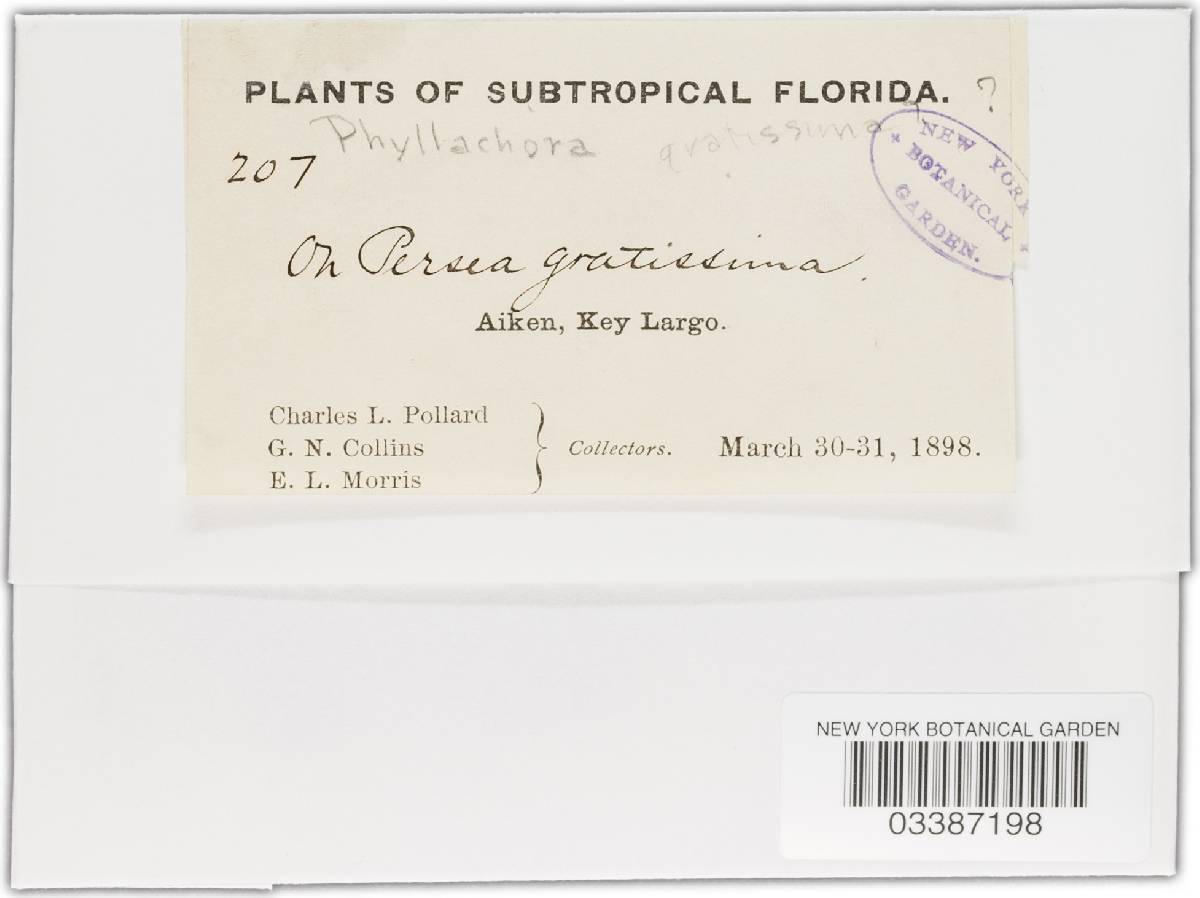 PLANTS OF SUBTROPICAL FLORIDA.
Phyllachora gratissima ?
207
NEW YORK
* BOTANICAL *
GARDEN.
On Persea gratissima.
Aiken, Key Largo.
Charles L. Pollard
G. N. Collins
E. L. Morris
Collectors. March 30-31, 1898.
NEW YORK BOTANICAL GARDEN
03387198